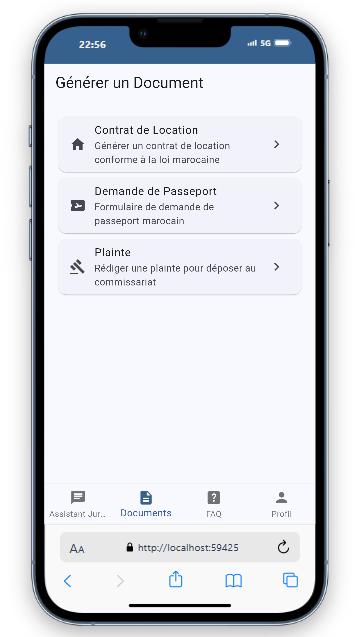 22:56
5G
Générer un Document
Contrat de Location
Générer un contrat de location
conforme à la loi marocaine
Demande de Passeport
Formulaire de demande de
passeport marocain
Plainte
Rédiger une plainte pour déposer au
commissariat
Assistant Jur...
Documents
FAQ
Profil
AA
http://localhost:59425